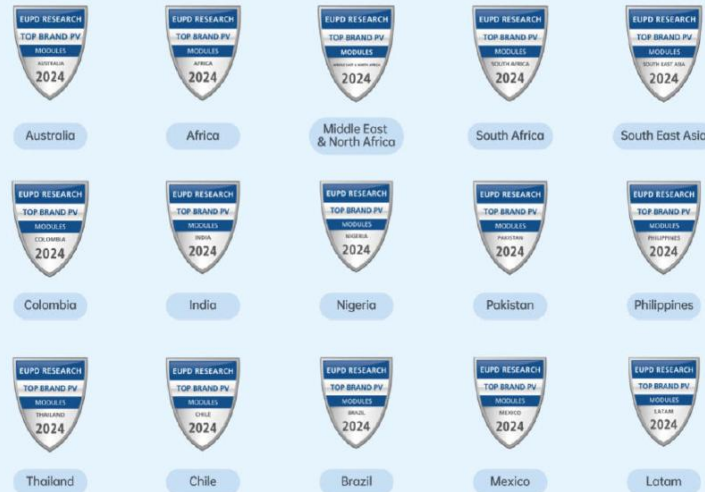 EUPD RESEARCH EUPD RESEARCH EUPD RESEARCH EUPD RESEARCH EUPD RESEARCH
TOP BRAND PV TOP BRAND PV TOP BRAND PV TOP BRAND PV TOP BRAND PV
MODULES MODULES MODULES MODULES MODULES
AUSTRALIA AFRICA MIDDLE EAST & NORTH AFRICA SOUTH AFRICA SOUTH EAST ASIA
2024 2024 2024 2024 2024
Australia Africa Middle East & North Africa South Africa South East Asia
EUPD RESEARCH EUPD RESEARCH EUPD RESEARCH EUPD RESEARCH EUPD RESEARCH
TOP BRAND PV TOP BRAND PV TOP BRAND PV TOP BRAND PV TOP BRAND PV
MODULES MODULES MODULES MODULES MODULES
COLOMBIA INDIA NIGERIA PAKISTAN PHILIPPINES
2024 2024 2024 2024 2024
Colombia India Nigeria Pakistan Philippines
EUPD RESEARCH EUPD RESEARCH EUPD RESEARCH EUPD RESEARCH EUPD RESEARCH
TOP BRAND PV TOP BRAND PV TOP BRAND PV TOP BRAND PV TOP BRAND PV
MODULES MODULES MODULES MODULES MODULES
THAILAND CHILE BRAZIL MEXICO LATAM
2024 2024 2024 2024 2024
Thailand Chile Brazil Mexico Latam